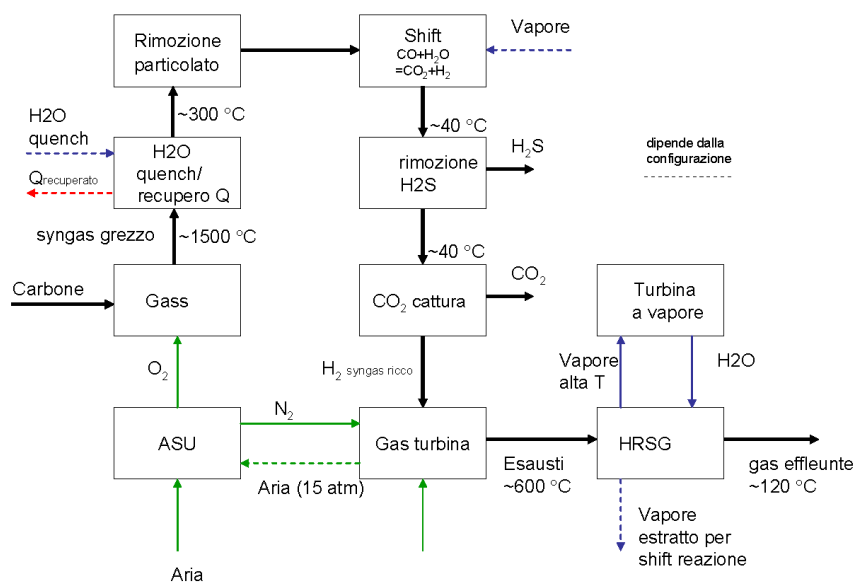 Rimozione
particolato
Shift
CO+H₂O
=CO₂+H₂
Vapore
~300 °C
~40 °C
H2O
quench
H2O
quench/
recupero Q
Qrecuperato
rimozione
H2S
H₂S
dipende dalla
configurazione
syngas grezzo
~1500 °C
~40 °C
Carbone
Gass
CO₂ cattura
CO₂
Turbina
a vapore
O₂
H₂ syngas ricco
Vapore
alta T
H2O
ASU
N₂
Gas turbina
HRSG
Aria (15 atm)
Esausti
~600 °C
gas effleunte
~120 °C
Aria
Vapore
estratto per
shift reazione